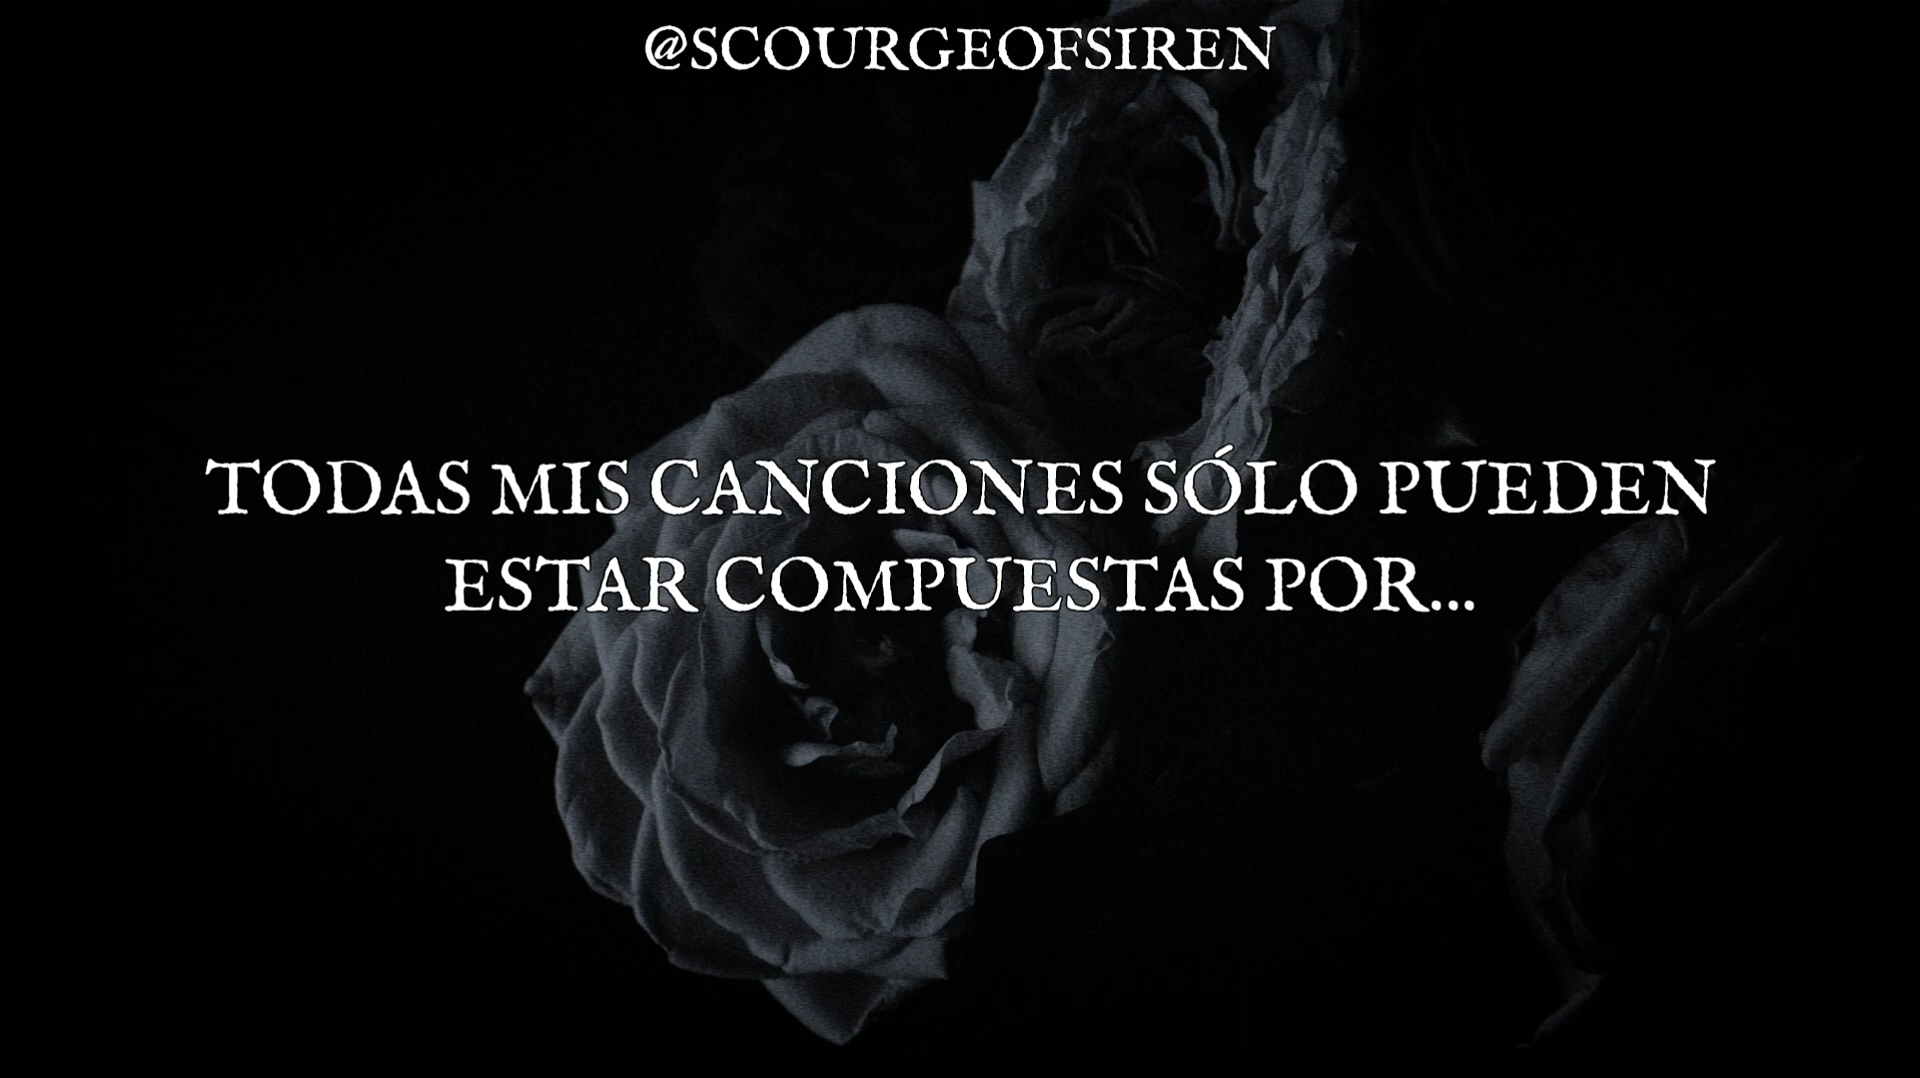 @SCOURGEOFSIREN
TODAS MIS CANCIONES SÓLO PUEDEN
ESTAR COMPUESTAS POR...